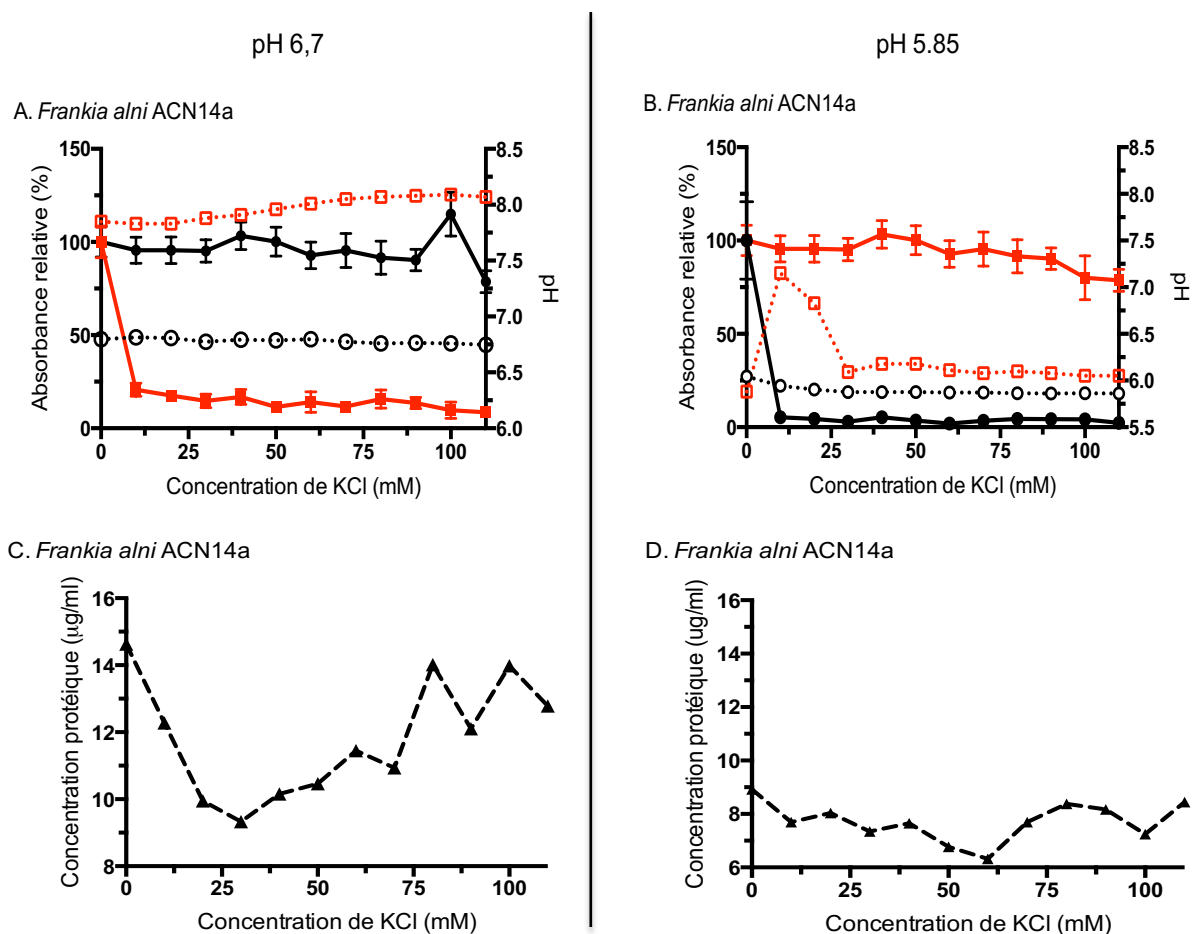 pH 6,7
pH 5.85
A. Frankia alni ACN14a
B. Frankia alni ACN14a
Absorbance relative (%)
150
100
50
0
8.5
8.0
7.5
7.0
6.5
6.0
pH
0 25 50 75 100
Concentration de KCl (mM)
Absorbance relative (%)
150
100
50
0
8.5
8.0
7.5
7.0
6.5
6.0
5.5
pH
0 25 50 75 100
Concentration de KCl (mM)
C. Frankia alni ACN14a
D. Frankia alni ACN14a
Concentration protéique (µg/ml)
16
14
12
10
8
0 25 50 75 100
Concentration de KCl (mM)
Concentration protéique (ug/ml)
16
14
12
10
8
6
0 25 50 75 100
Concentration de KCl (mM)